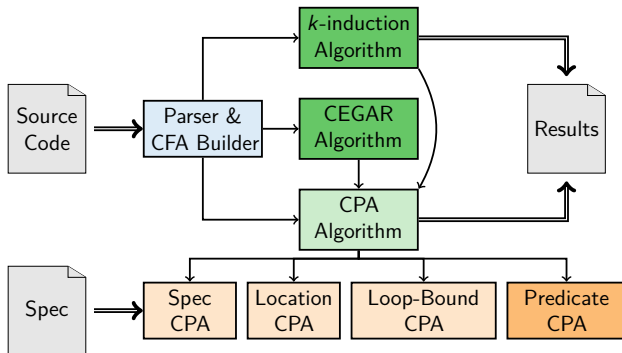 k-induction
Algorithm
Source
Code
Parser &
CFA Builder
CEGAR
Algorithm
Results
CPA
Algorithm
Spec
Spec
CPA
Location
CPA
Loop-Bound
CPA
Predicate
CPA